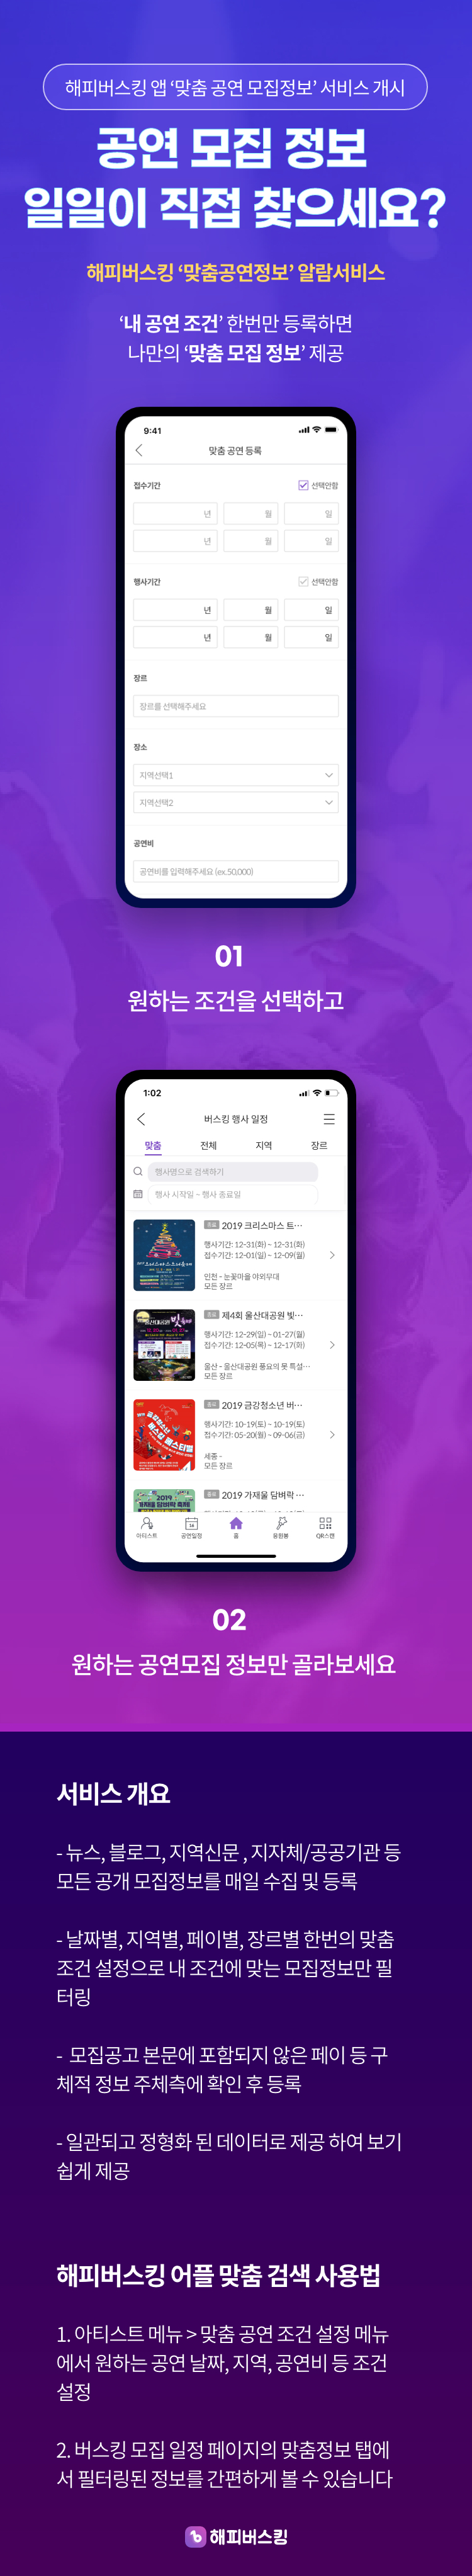 해피버스킹 앱 ‘맞춤 공연 모집정보’ 서비스 개시
공연 모집 정보
일일이 직접 찾으세요?
해피버스킹 ‘맞춤공연정보’ 알람서비스
‘내 공연 조건’ 한번만 등록하면
나만의 ‘맞춤 모집 정보’ 제공
9:41
맞춤 공연 등록
접수기간
선택안함
년 월 일
년 월 일
행사기간
선택안함
년 월 일
년 월 일
장르
장르를 선택해주세요
장소
지역선택1
지역선택2
공연비
공연비를 입력해주세요 (ex.50,000)
01
원하는 조건을 선택하고
1:02
버스킹 행사 일정
맞춤 전체 지역 장르
행사명으로 검색하기
행사 시작일 ~ 행사 종료일
종료 2019 크리스마스 트···
행사기간: 12-31(화) ~ 12-31(화)
접수기간: 12-01(일) ~ 12-09(월)
인천 - 눈꽃마을 야외무대
모든 장르
종료 제4회 울산대공원 빛···
행사기간: 12-29(일) ~ 01-27(월)
접수기간: 12-05(목) ~ 12-17(화)
울산 - 울산대공원 풍요의 못 특설···
모든 장르
종료 2019 금강청소년 버···
행사기간: 10-19(토) ~ 10-19(토)
접수기간: 05-20(월) ~ 09-06(금)
세종 -
모든 장르
종료 2019 가재울 담벼락 ···
아티스트 공연일정 홈 응원봉 QR스캔
02
원하는 공연모집 정보만 골라보세요
서비스 개요
- 뉴스, 블로그, 지역신문 , 지자체/공공기관 등
모든 공개 모집정보를 매일 수집 및 등록
- 날짜별, 지역별, 페이별, 장르별 한번의 맞춤
조건 설정으로 내 조건에 맞는 모집정보만 필
터링
- 모집공고 본문에 포함되지 않은 페이 등 구
체적 정보 주체측에 확인 후 등록
- 일관되고 정형화 된 데이터로 제공 하여 보기
쉽게 제공
해피버스킹 어플 맞춤 검색 사용법
1. 아티스트 메뉴 > 맞춤 공연 조건 설정 메뉴
에서 원하는 공연 날짜, 지역, 공연비 등 조건
설정
2. 버스킹 모집 일정 페이지의 맞춤정보 탭에
서 필터링된 정보를 간편하게 볼 수 있습니다
해피버스킹